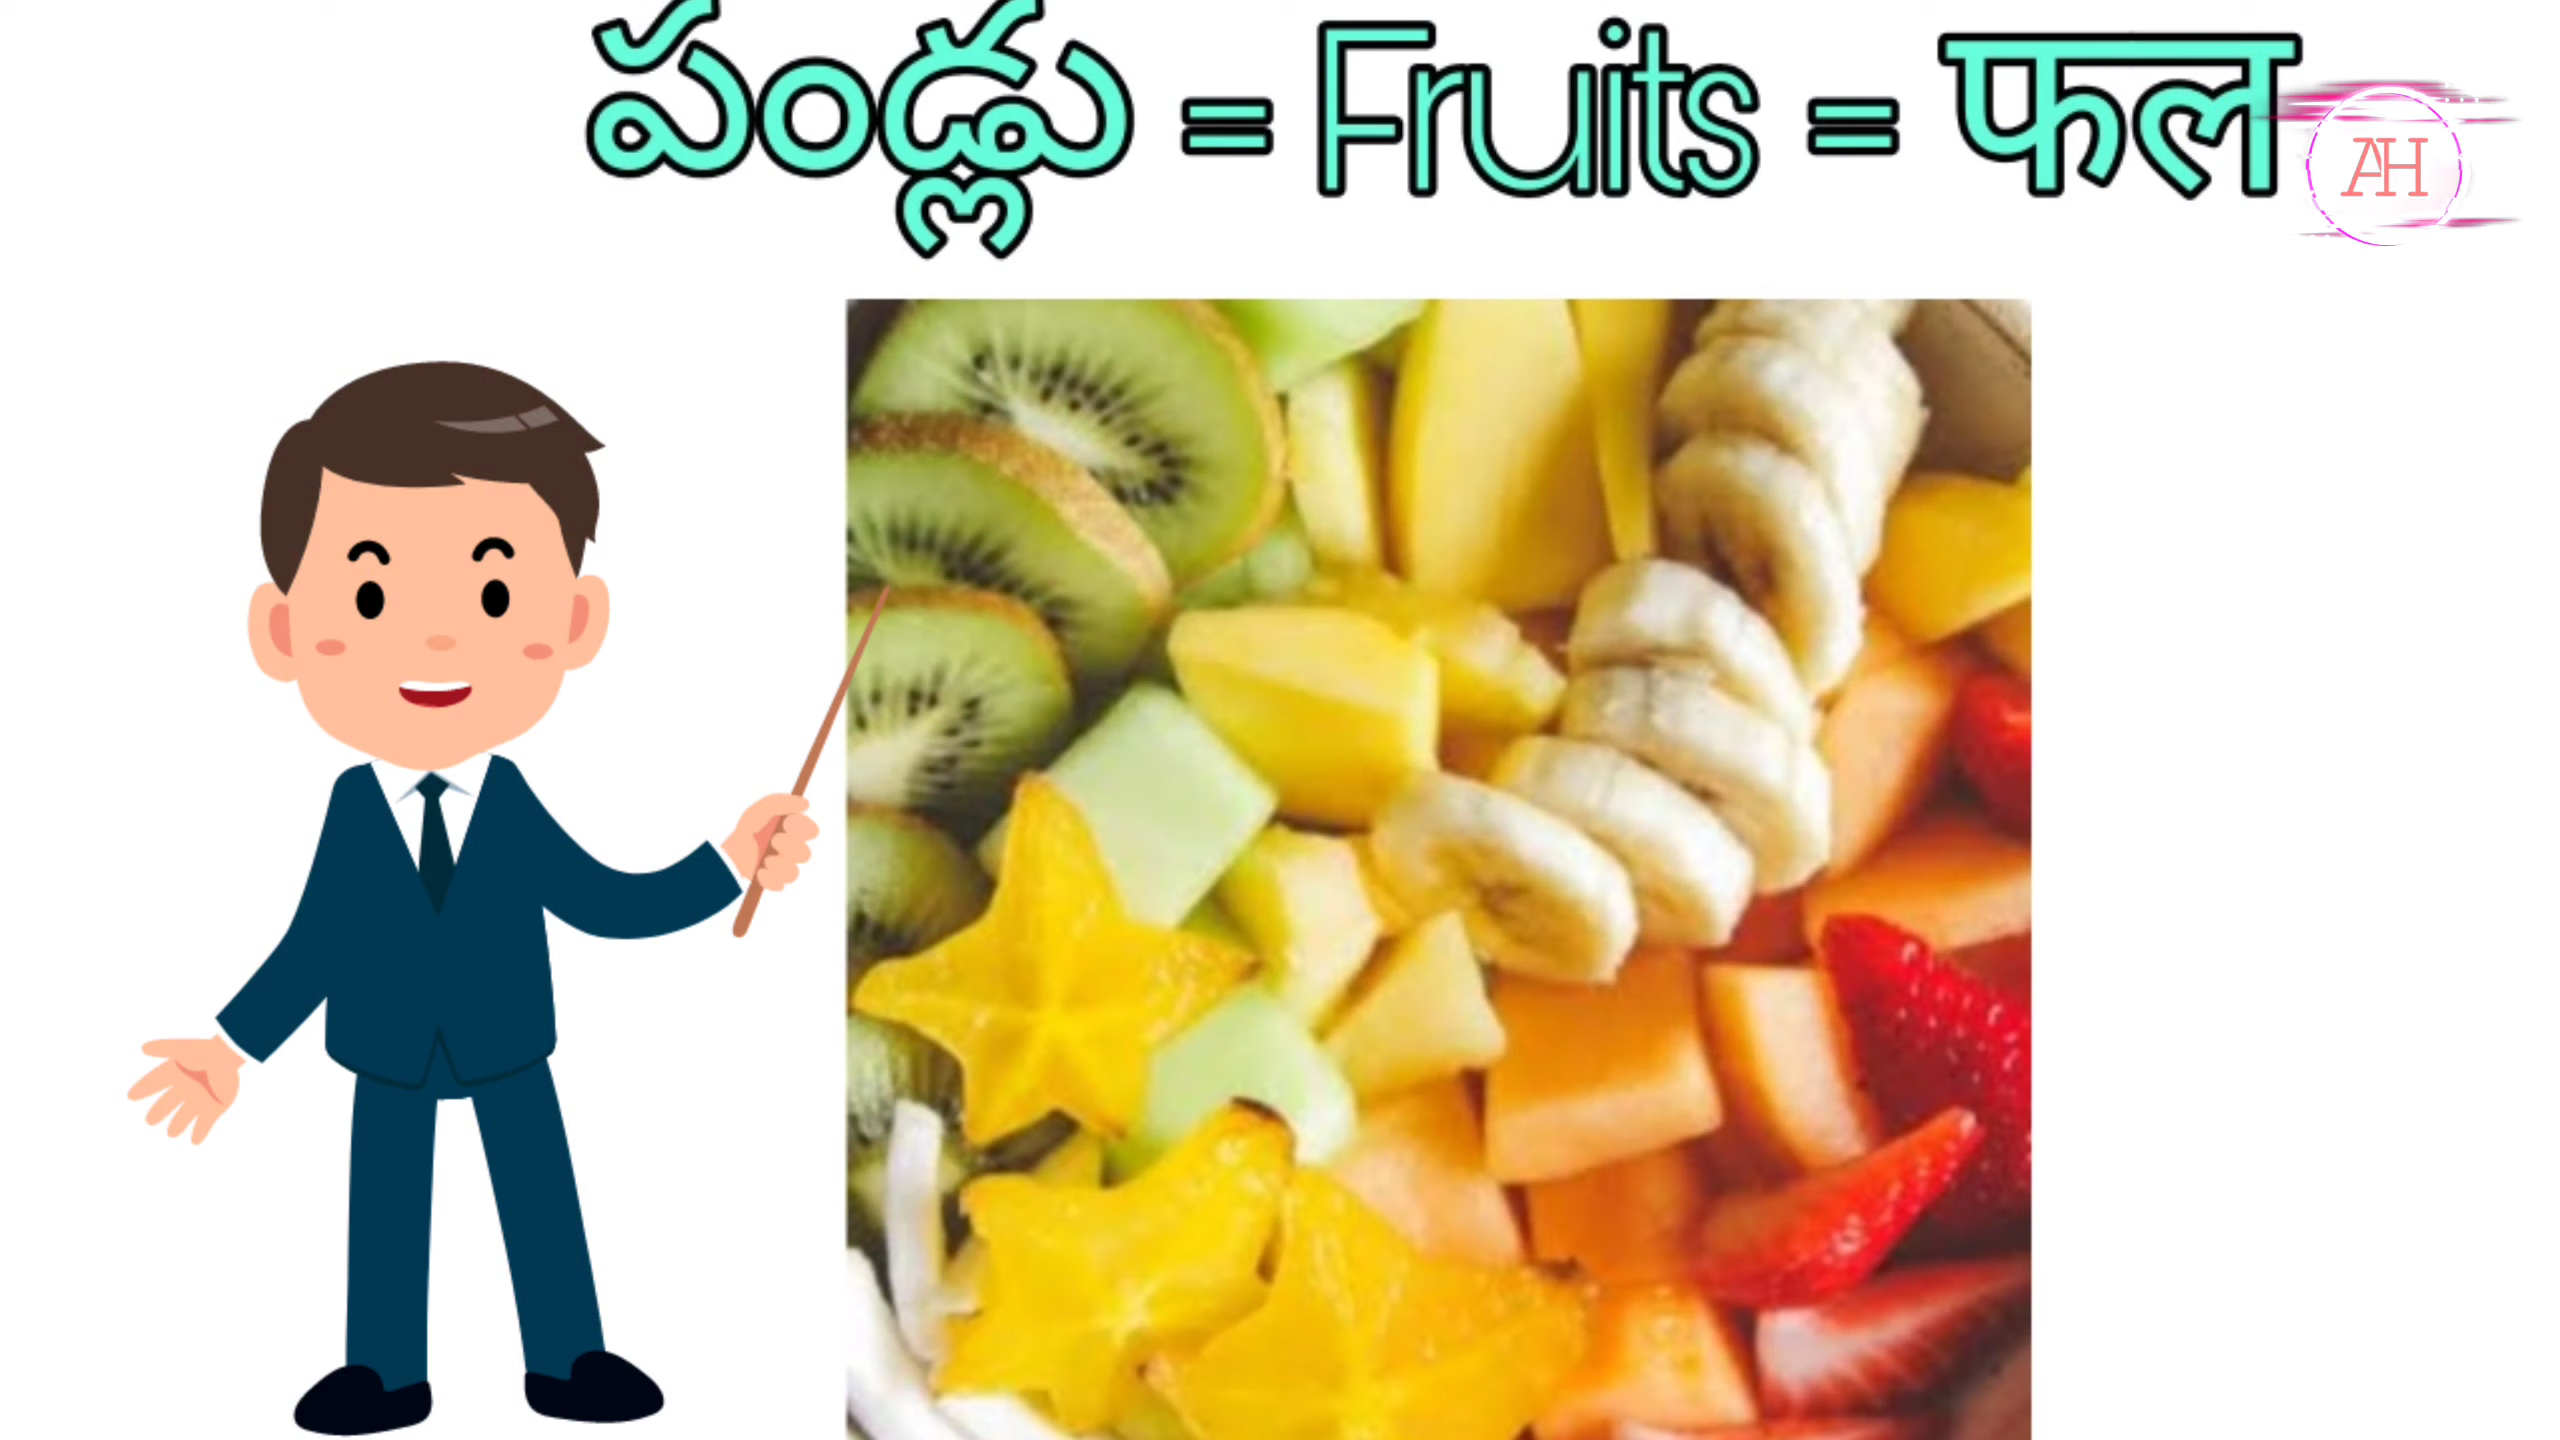 పండ్లు = Fruits = फल
AH